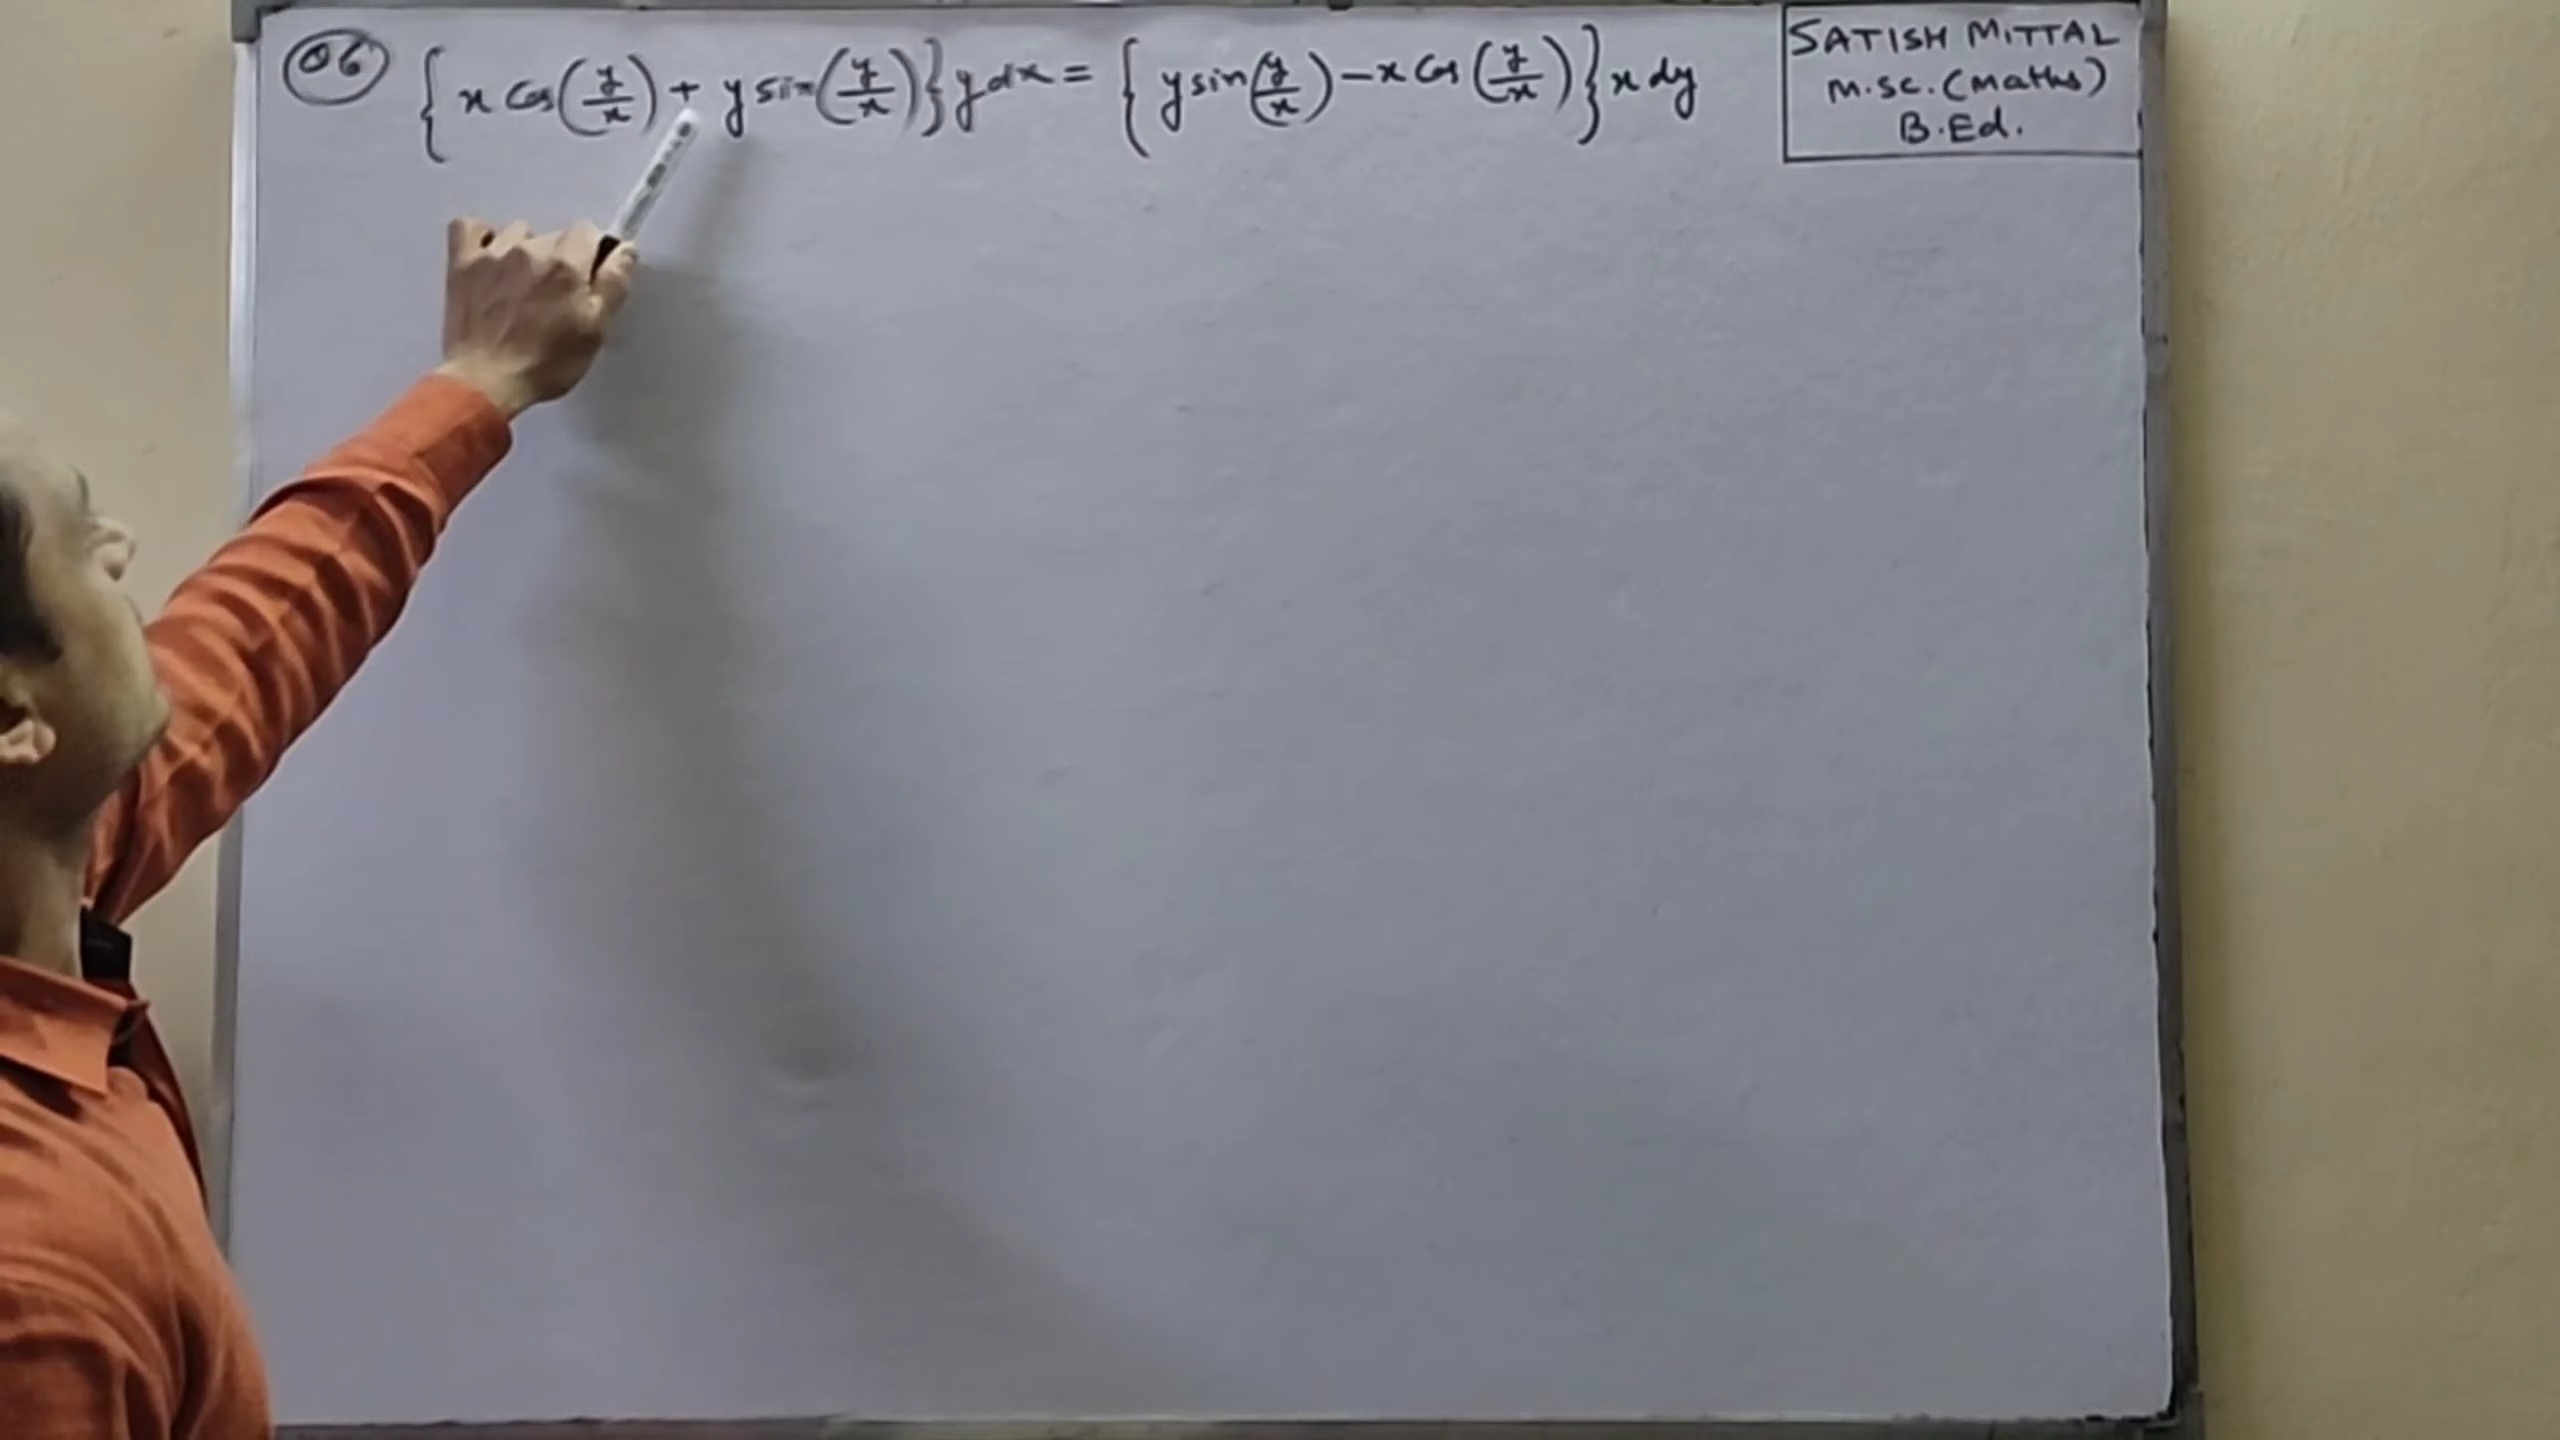 06 { x cos(y/x) + y sin(y/x) } y dx = { y sin(y/x) − x cos(y/x) } x dy
SATISH MITTAL
M.SC. (Maths)
B.Ed.